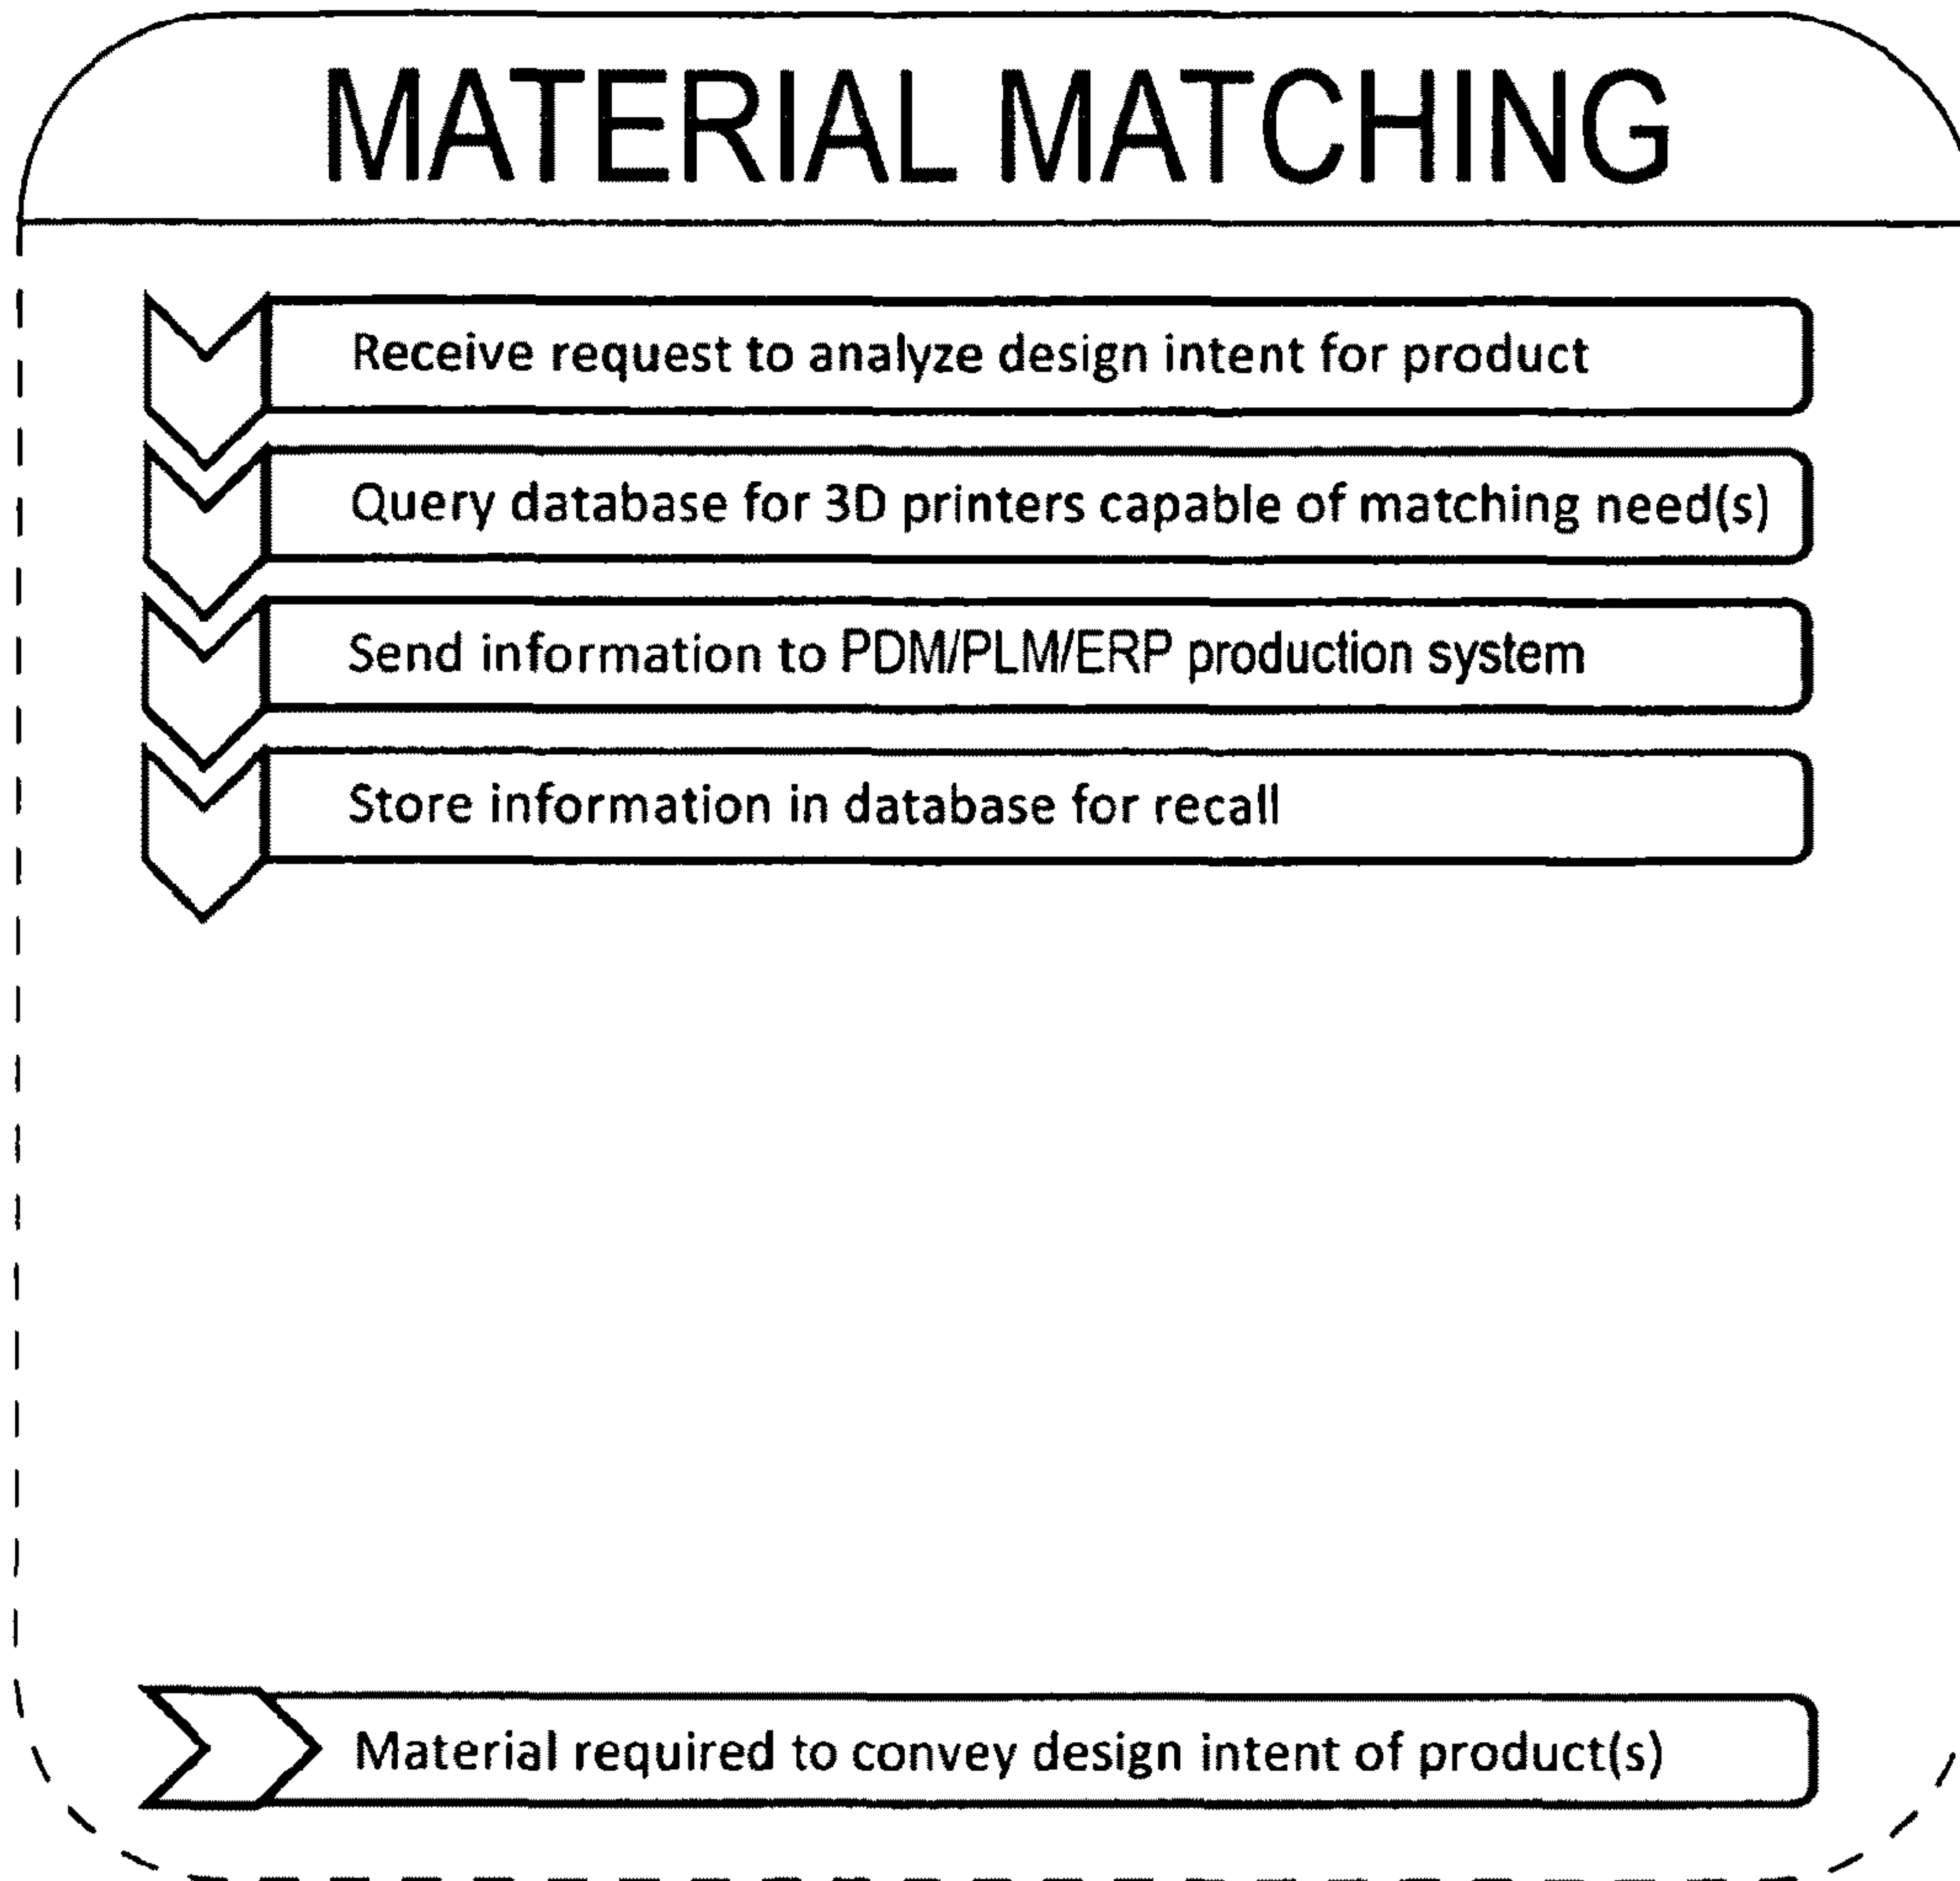 MATERIAL MATCHING
Receive request to analyze design intent for product
Query database for 3D printers capable of matching need(s)
Send information to PDM/PLM/ERP production system
Store information in database for recall
Material required to convey design intent of product(s)